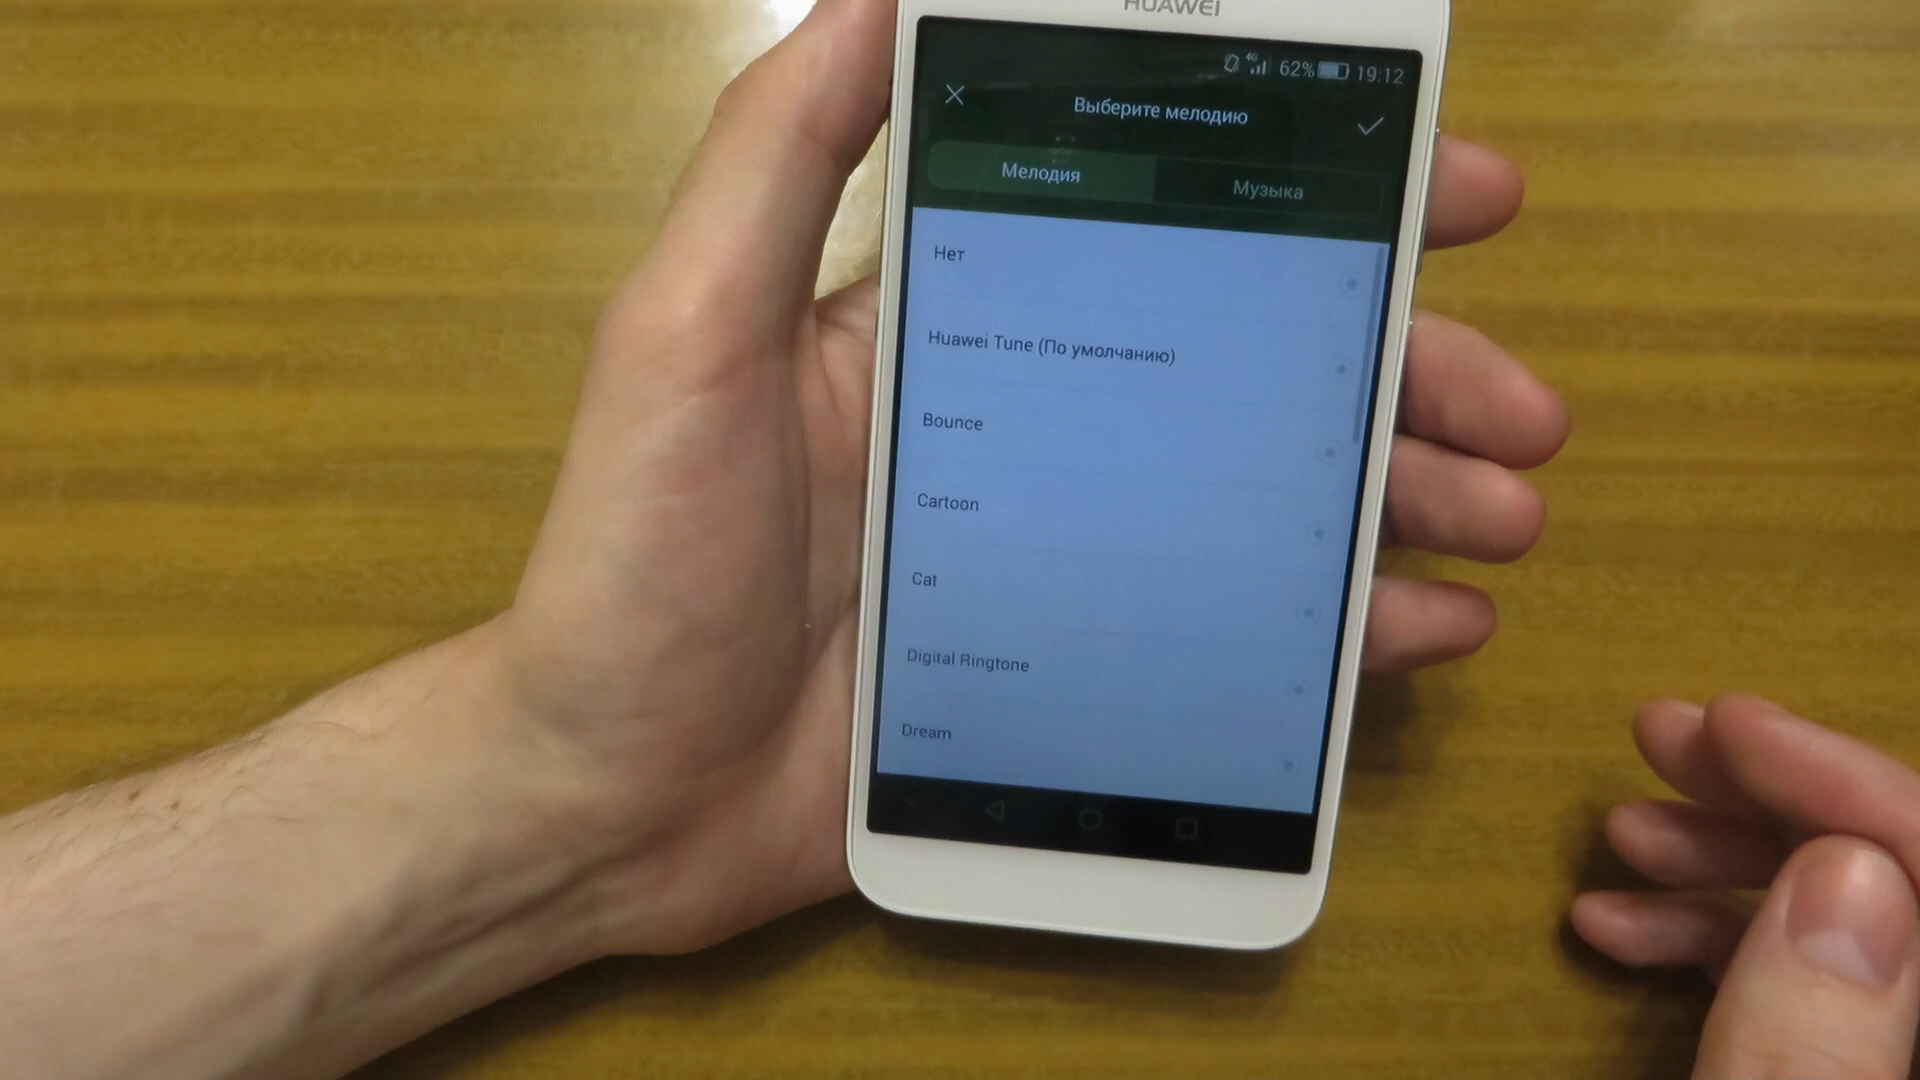 HUAWEI
4G 62% 19:12
Выберите мелодию
Мелодия Музыка
Нет
Huawei Tune (По умолчанию)
Bounce
Cartoon
Cat
Digital Ringtone
Dream